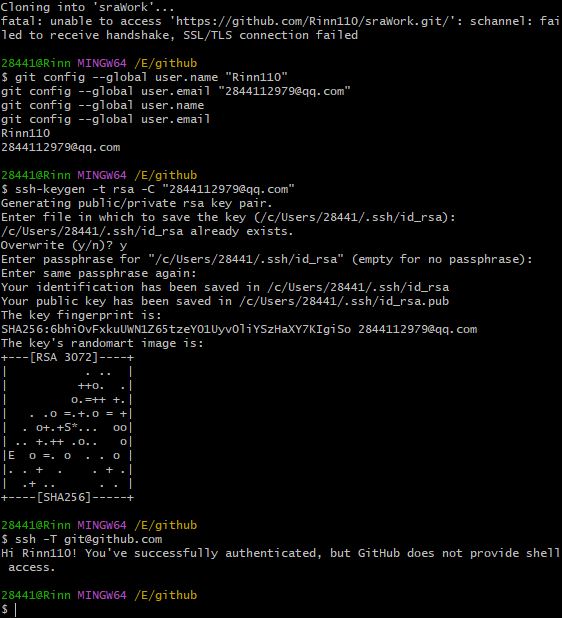 Cloning into 'sraWork'...
fatal: unable to access 'https://github.com/Rinn110/sraWork.git/': schannel: fai
led to receive handshake, SSL/TLS connection failed
28441@Rinn MINGW64 /E/github
$ git config --global user.name "Rinn110"
git config --global user.email "2844112979@qq.com"
git config --global user.name
git config --global user.email
Rinn110
2844112979@qq.com
28441@Rinn MINGW64 /E/github
$ ssh-keygen -t rsa -C "2844112979@qq.com"
Generating public/private rsa key pair.
Enter file in which to save the key (/c/Users/28441/.ssh/id_rsa):
/c/Users/28441/.ssh/id_rsa already exists.
Overwrite (y/n)? y
Enter passphrase for "/c/Users/28441/.ssh/id_rsa" (empty for no passphrase):
Enter same passphrase again:
Your identification has been saved in /c/Users/28441/.ssh/id_rsa
Your public key has been saved in /c/Users/28441/.ssh/id_rsa.pub
The key fingerprint is:
SHA256:6bhiOvFxkuUWN1Z65tzeYO1UyvOliYSzHaXY7KIgiSo 2844112979@qq.com
The key's randomart image is:
+---[RSA 3072]----+
|           . ..  |
|          ++o.  .|
|         o.=++ +.|
|   . .o =.+.o = +|
|  . o+.+S*...  oo|
| .. +.++ .o..   o|
|E  o =. o  . . o |
|. . +  .    . + .|
|  .+ ..      . . |
+----[SHA256]-----+
28441@Rinn MINGW64 /E/github
$ ssh -T git@github.com
Hi Rinn110! You've successfully authenticated, but GitHub does not provide shell
 access.
28441@Rinn MINGW64 /E/github
$